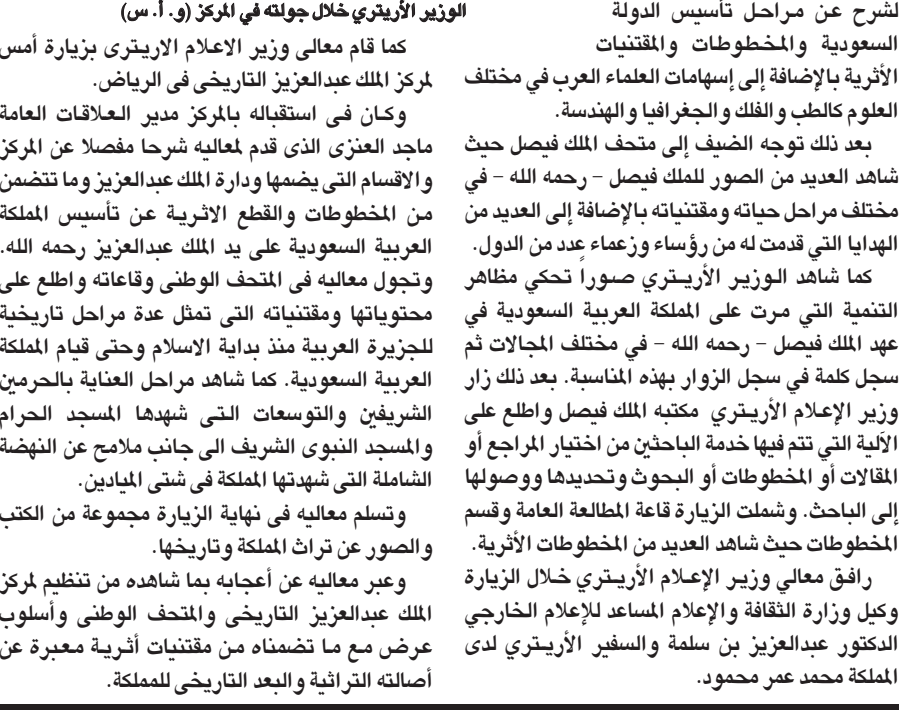 لشرح عن مراحل تأسيس الدولة
السعودية والمخطوطات والمقتنيات
الأثرية بالإضافة إلى إسهامات العلماء العرب في مختلف
العلوم كالطب والفلك والجغرافيا والهندسة.
بعد ذلك توجه الضيف إلى متحف الملك فيصل حيث
شاهد العديد من الصور للملك فيصل – رحمه الله – في
مختلف مراحل حياته ومقتنياته بالإضافة إلى العديد من
الهدايا التي قدمت له من رؤساء وزعماء عدد من الدول.
كما شاهد الوزير الأريتري صوراً تحكي مظاهر
التنمية التي مرت على المملكة العربية السعودية في
عهد الملك فيصل – رحمه الله – في مختلف المجالات ثم
سجل كلمة في سجل الزوار بهذه المناسبة. بعد ذلك زار
وزير الإعلام الأريتري مكتبه الملك فيصل واطلع على
الألية التي تتم فيها خدمة الباحثين من اختيار المراجع أو
المقالات أو المخطوطات أو البحوث وتحديدها ووصولها
إلى الباحث. وشملت الزيارة قاعة المطالعة العامة وقسم
المخطوطات حيث شاهد العديد من المخطوطات الأثرية.
رافق معالي وزير الإعلام الأريتري خلال الزيارة
وكيل وزارة الثقافة والإعلام المساعد للإعلام الخارجي
الدكتور عبدالعزيز بن سلمة والسفير الأريتري لدى
المملكة محمد عمر محمود.
الوزير الأريتري خلال جولته في المركز (و. أ. س)
كما قام معالى وزير الاعلام الاريترى بزيارة أمس
لمركز الملك عبدالعزيز التاريخى فى الرياض.
وكان فى استقباله بالمركز مدير العلاقات العامة
ماجد العنزى الذى قدم لمعاليه شرحا مفصلا عن المركز
والاقسام التى يضمها ودارة الملك عبدالعزيز وما تتضمن
من المخطوطات والقطع الاثرية عن تأسيس المملكة
العربية السعودية على يد الملك عبدالعزيز رحمه الله.
وتجول معاليه فى المتحف الوطنى وقاعاته واطلع على
محتوياتها ومقتنياته التى تمثل عدة مراحل تاريخية
للجزيرة العربية منذ بداية الاسلام وحتى قيام المملكة
العربية السعودية. كما شاهد مراحل العناية بالحرمين
الشريفين والتوسعات التى شهدها المسجد الحرام
والمسجد النبوى الشريف الى جانب ملامح عن النهضة
الشاملة التى شهدتها المملكة فى شتى الميادين.
وتسلم معاليه فى نهاية الزيارة مجموعة من الكتب
والصور عن تراث المملكة وتاريخها.
وعبر معاليه عن أعجابه بما شاهده من تنظيم لمركز
الملك عبدالعزيز التاريخى والمتحف الوطنى وأسلوب
عرض مع ما تضمناه من مقتنيات أثرية معبرة عن
أصالته التراثية والبعد التاريخى للمملكة.